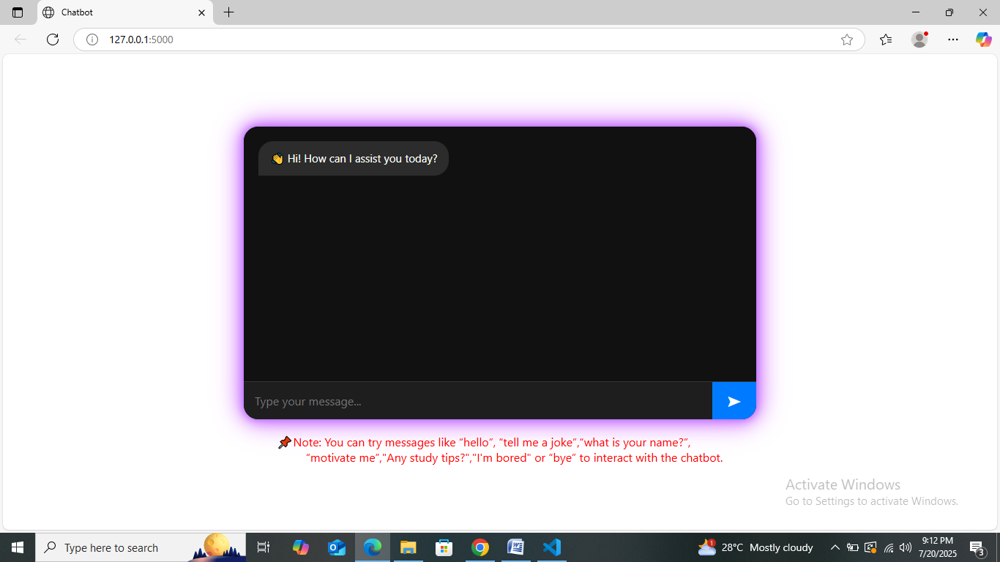 Chatbot
127.0.0.1:5000
👋 Hi! How can I assist you today?
Type your message...
📌Note: You can try messages like “hello”, “tell me a joke”,“what is your name?”,
“motivate me”,"Any study tips?","I'm bored" or “bye” to interact with the chatbot.
Activate Windows
Go to Settings to activate Windows.
Type here to search
1
28°C Mostly cloudy
9:12 PM
7/20/2025
3